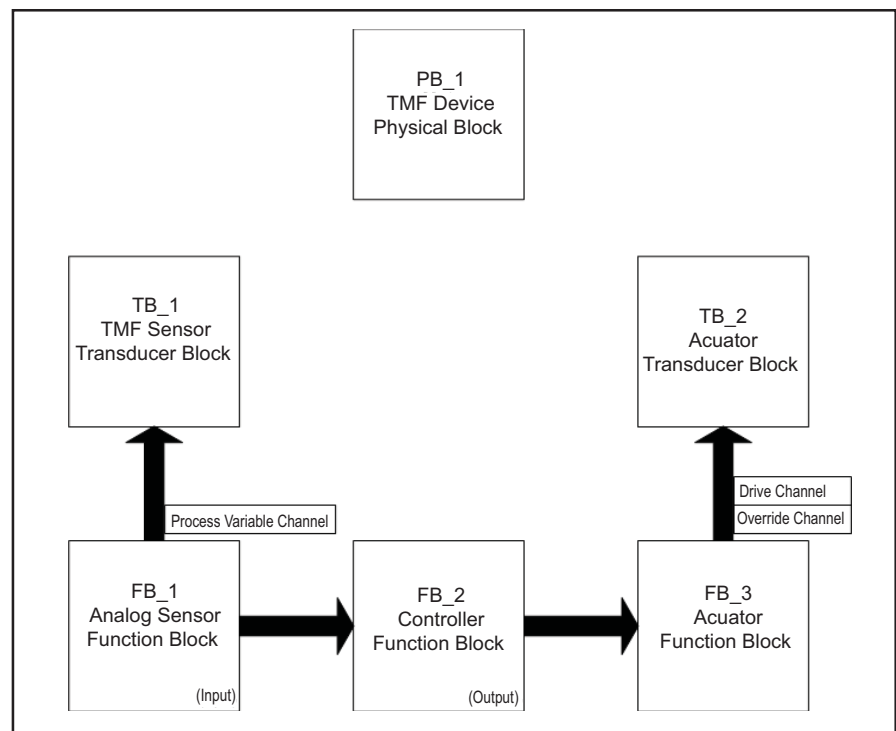 PB_1
TMF Device
Physical Block
TB_1
TMF Sensor
Transducer Block
TB_2
Acuator
Transducer Block
Process Variable Channel
Drive Channel
Override Channel
FB_1
Analog Sensor
Function Block
(Input)
FB_2
Controller
Function Block
(Output)
FB_3
Acuator
Function Block